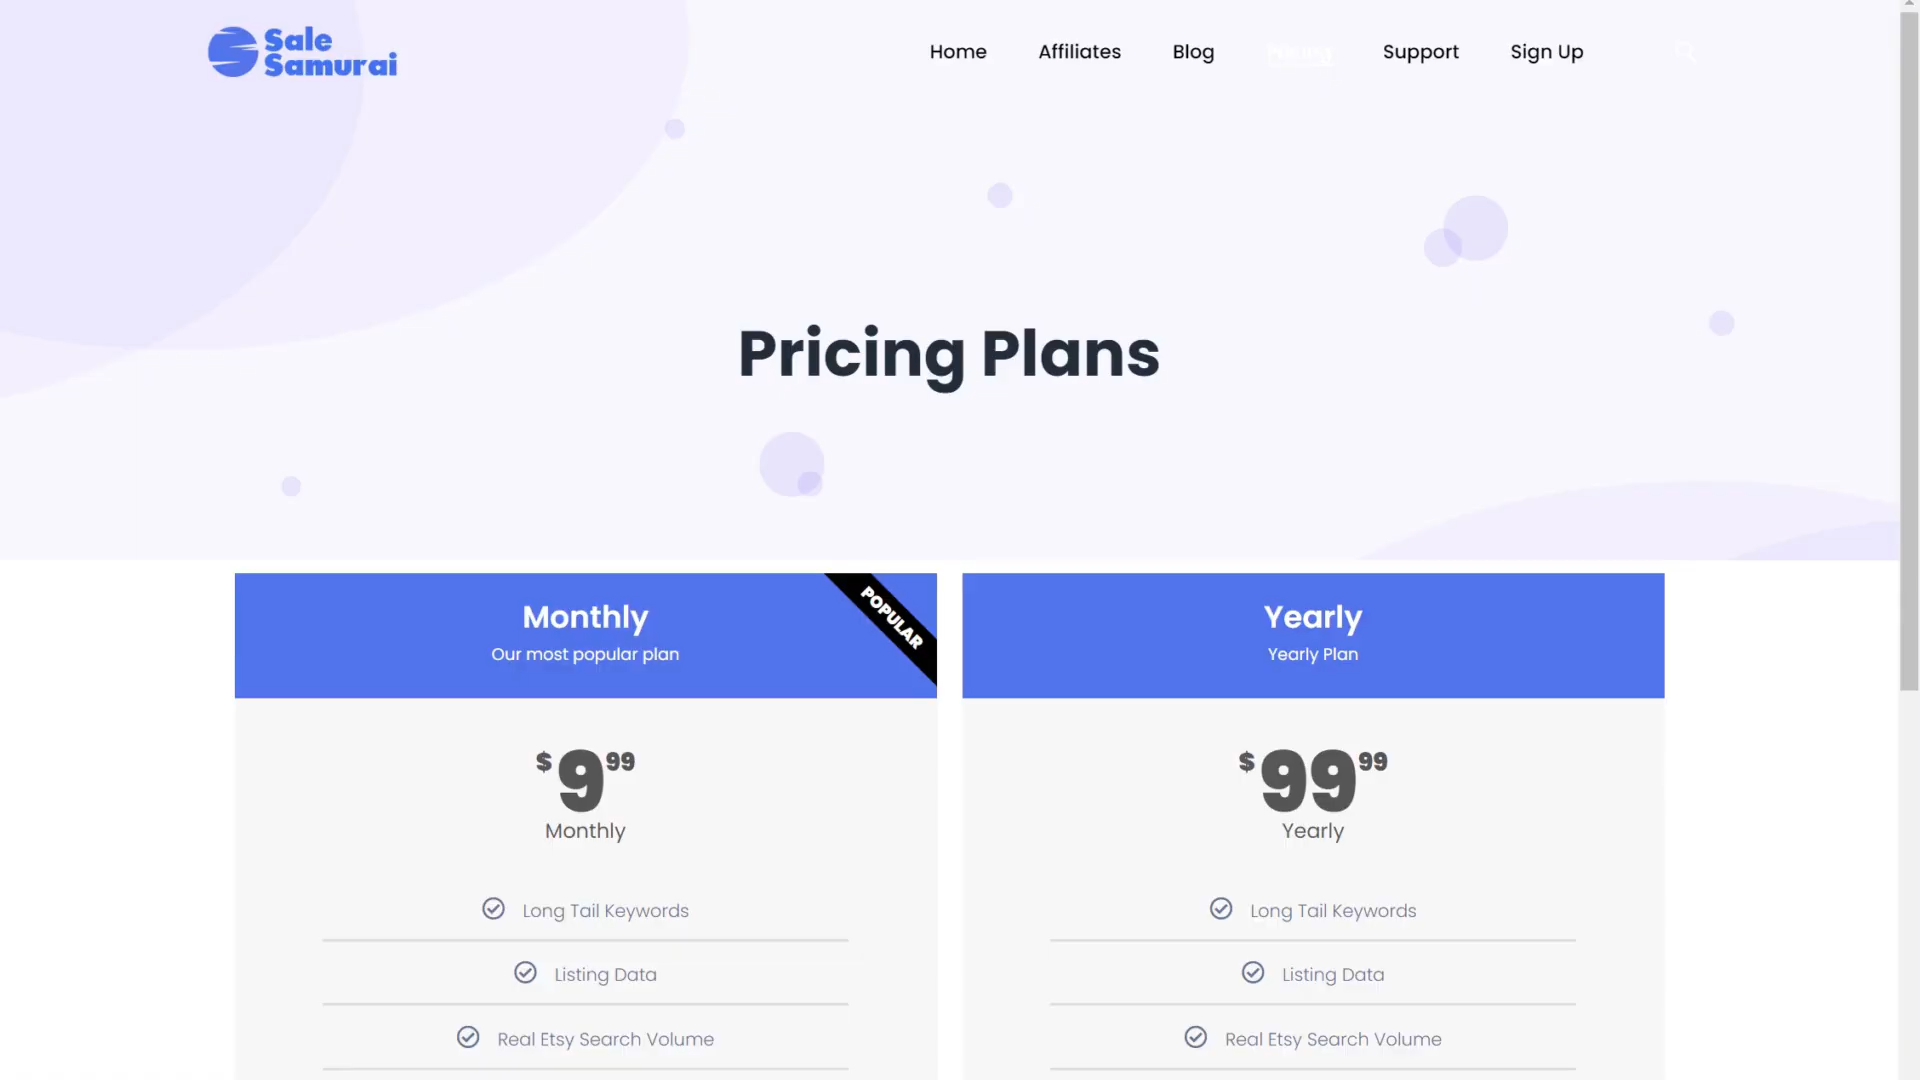 Sale
Samurai
Home
Affiliates
Blog
Pricing
Support
Sign Up
Pricing Plans
Monthly
Our most popular plan
POPULAR
$9 99
Monthly
Long Tail Keywords
Listing Data
Real Etsy Search Volume
Yearly
Yearly Plan
$99 99
Yearly
Long Tail Keywords
Listing Data
Real Etsy Search Volume